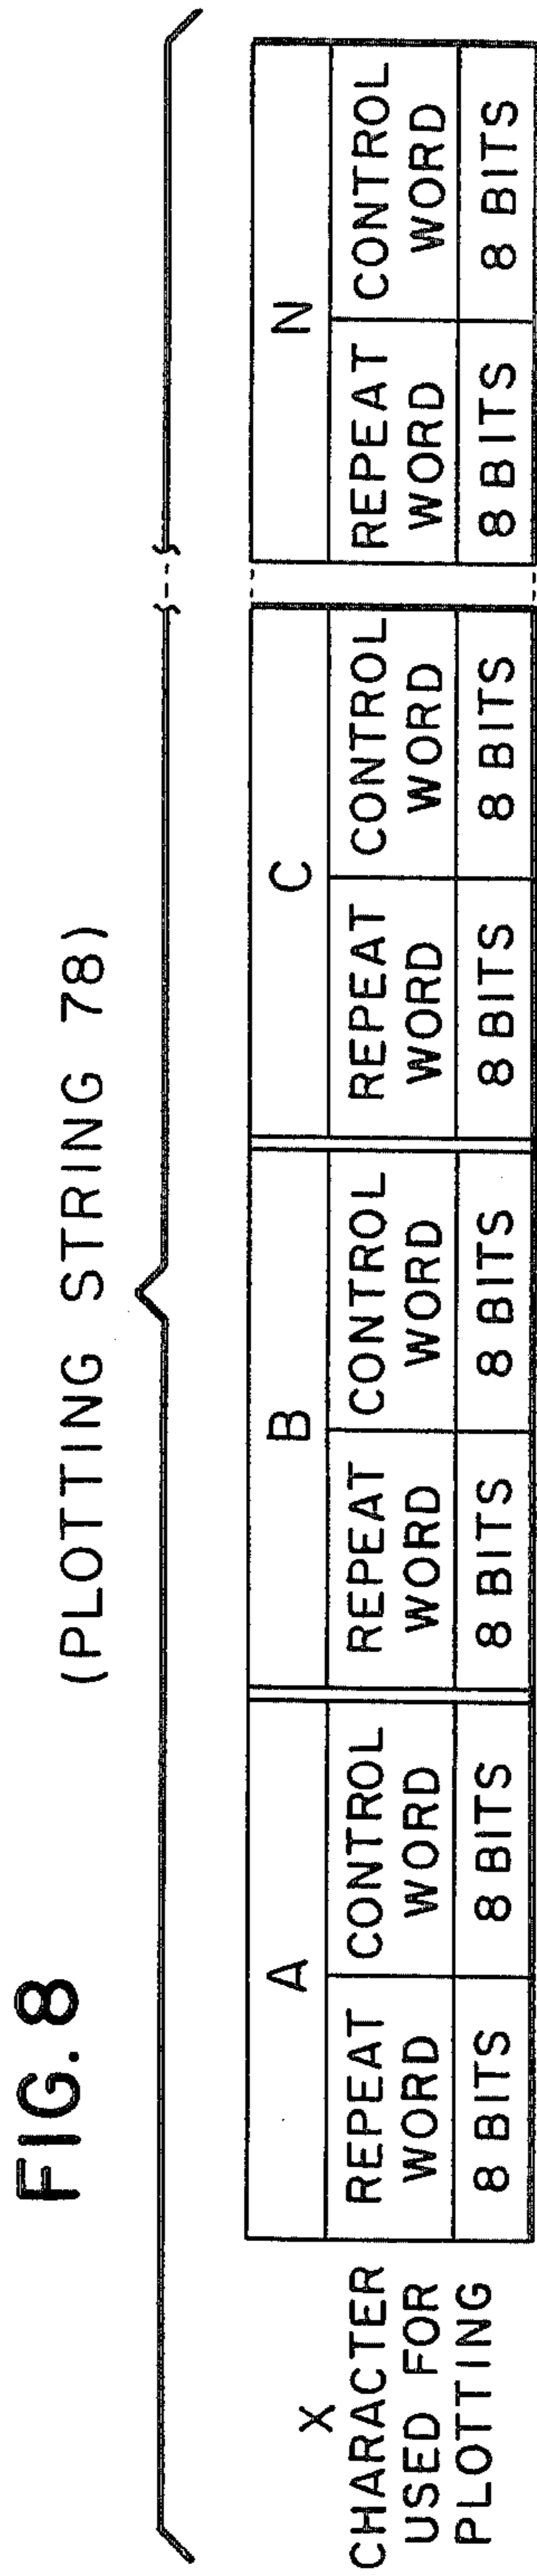 FIG. 8
(PLOTTING STRING 78)
X
CHARACTER
USED FOR
PLOTTING
A
REPEAT
WORD
CONTROL
WORD
8 BITS
8 BITS
B
REPEAT
WORD
CONTROL
WORD
8 BITS
8 BITS
C
REPEAT
WORD
CONTROL
WORD
8 BITS
8 BITS
N
REPEAT
WORD
CONTROL
WORD
8 BITS
8 BITS